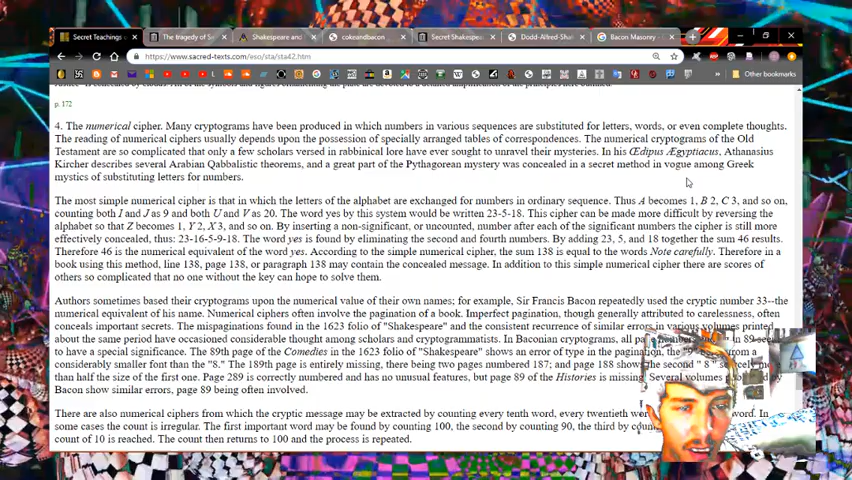 Secret Teachings
The tragedy of S
Shakespeare and
cokeandbacon
Secret Shakespea
Dodd-Alfred-Sha
Bacon Masonry -
https://www.sacred-texts.com/eso/sta/sta42.htm
Other bookmarks
p. 172
4. The numerical cipher. Many cryptograms have been produced in which numbers in various sequences are substituted for letters, words, or even complete thoughts.
The reading of numerical ciphers usually depends upon the possession of specially arranged tables of correspondences. The numerical cryptograms of the Old
Testament are so complicated that only a few scholars versed in rabbinical lore have ever sought to unravel their mysteries. In his Œdipus Ægyptiacus, Athanasius
Kircher describes several Arabian Qabbalistic theorems, and a great part of the Pythagorean mystery was concealed in a secret method in vogue among Greek
mystics of substituting letters for numbers.
The most simple numerical cipher is that in which the letters of the alphabet are exchanged for numbers in ordinary sequence. Thus A becomes 1, B 2, C 3, and so on,
counting both I and J as 9 and both U and V as 20. The word yes by this system would be written 23-5-18. This cipher can be made more difficult by reversing the
alphabet so that Z becomes 1, Y 2, X 3, and so on. By inserting a non-significant, or uncounted, number after each of the significant numbers the cipher is still more
effectively concealed, thus: 23-16-5-9-18. The word yes is found by eliminating the second and fourth numbers. By adding 23, 5, and 18 together the sum 46 results.
Therefore 46 is the numerical equivalent of the word yes. According to the simple numerical cipher, the sum 138 is equal to the words Note carefully. Therefore in a
book using this method, line 138, page 138, or paragraph 138 may contain the concealed message. In addition to this simple numerical cipher there are scores of
others so complicated that no one without the key can hope to solve them.
Authors sometimes based their cryptograms upon the numerical value of their own names; for example, Sir Francis Bacon repeatedly used the cryptic number 33--the
numerical equivalent of his name. Numerical ciphers often involve the pagination of a book. Imperfect pagination, though generally attributed to carelessness, often
conceals important secrets. The mispaginations found in the 1623 folio of "Shakespeare" and the consistent recurrence of similar errors in various volumes printed
about the same period have occasioned considerable thought among scholars and cryptogrammatists. In Baconian cryptograms, all page numbers in 89 seem
to have a special significance. The 89th page of the Comedies in the 1623 folio of "Shakespeare" shows an error of type in the pagination, the "9" from a
considerably smaller font than the "8." The 189th page is entirely missing, there being two pages numbered 187; and page 188 shows the second "8" scarcely more
than half the size of the first one. Page 289 is correctly numbered and has no unusual features, but page 89 of the Histories is missing. Several volumes by
Bacon show similar errors, page 89 being often involved.
There are also numerical ciphers from which the cryptic message may be extracted by counting every tenth word, every twentieth word. In
some cases the count is irregular. The first important word may be found by counting 100, the second by counting 90, the third by
count of 10 is reached. The count then returns to 100 and the process is repeated.